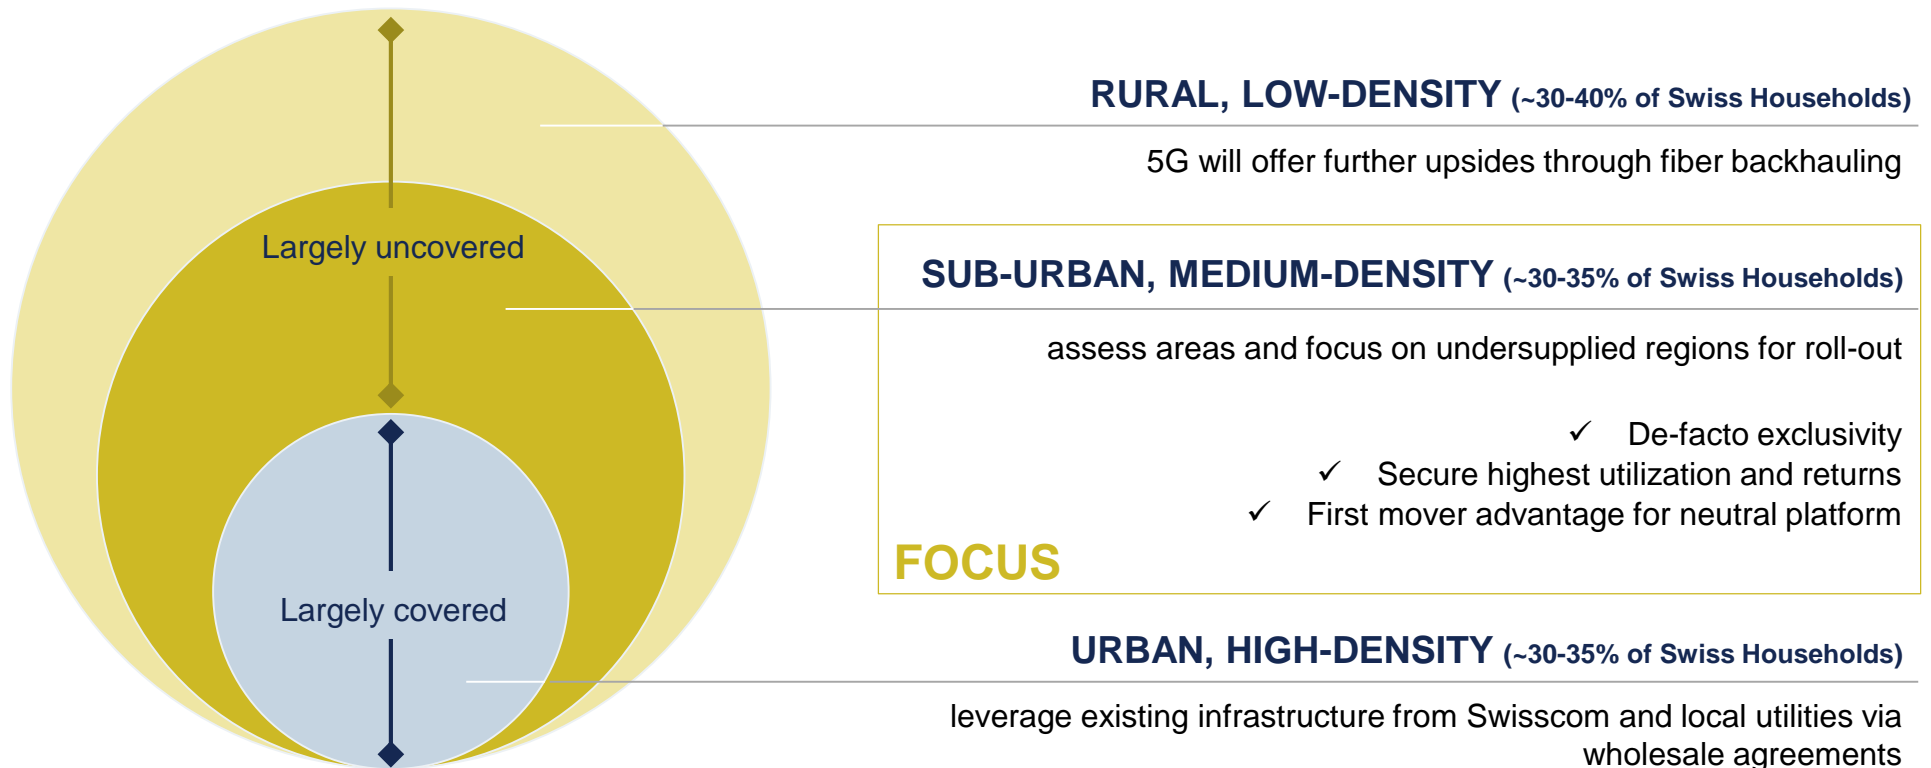 RURAL, LOW-DENSITY (~30-40% of Swiss Households)
5G will offer further upsides through fiber backhauling
Largely uncovered
SUB-URBAN, MEDIUM-DENSITY (~30-35% of Swiss Households)
assess areas and focus on undersupplied regions for roll-out
✓ De-facto exclusivity
✓ Secure highest utilization and returns
✓ First mover advantage for neutral platform
FOCUS
Largely covered
URBAN, HIGH-DENSITY (~30-35% of Swiss Households)
leverage existing infrastructure from Swisscom and local utilities via
wholesale agreements